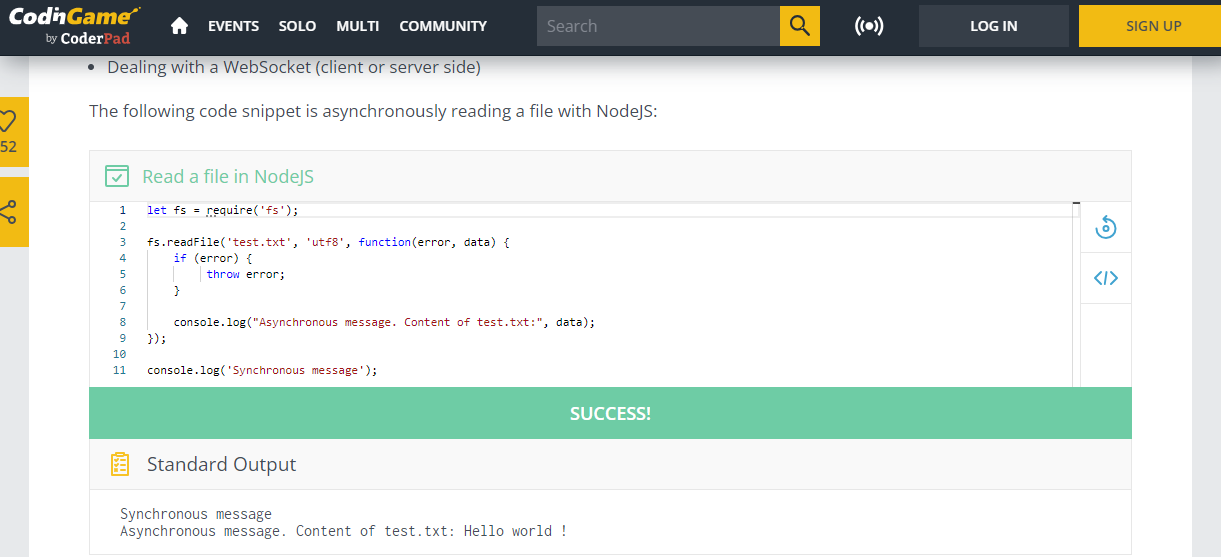 CodinGame
by CoderPad
EVENTS SOLO MULTI COMMUNITY
Search
LOG IN
SIGN UP
• Dealing with a WebSocket (client or server side)
52
The following code snippet is asynchronously reading a file with NodeJS:
Read a file in NodeJS
1 let fs = require('fs');
2
3 fs.readFile('test.txt', 'utf8', function(error, data) {
4     if (error) {
5         throw error;
6     }
7
8     console.log("Asynchronous message. Content of test.txt:", data);
9 });
10
11 console.log('Synchronous message');
SUCCESS!
Standard Output
Synchronous message
Asynchronous message. Content of test.txt: Hello world !